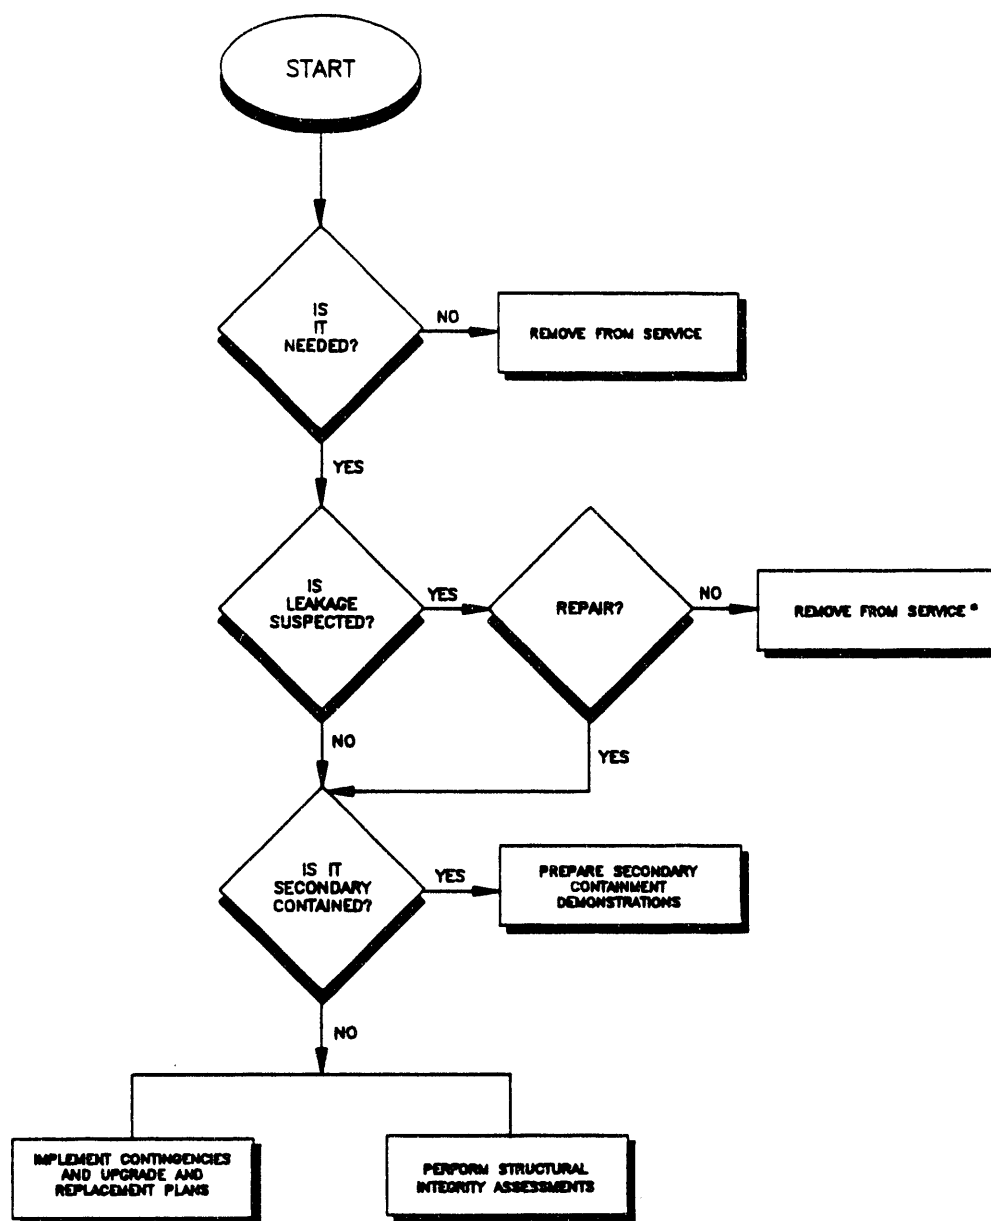 START
IS
IT
NEEDED?
NO
REMOVE FROM SERVICE
YES
IS
LEAKAGE
SUSPECTED?
YES
REPAIR?
NO
REMOVE FROM SERVICE *
NO
YES
IS IT
SECONDARY
CONTAINED?
YES
PREPARE SECONDARY
CONTAINMENT
DEMONSTRATIONS
NO
IMPLEMENT CONTINGENCIES
AND UPGRADE AND
REPLACEMENT PLANS
PERFORM STRUCTURAL
INTEGRITY ASSESSMENTS